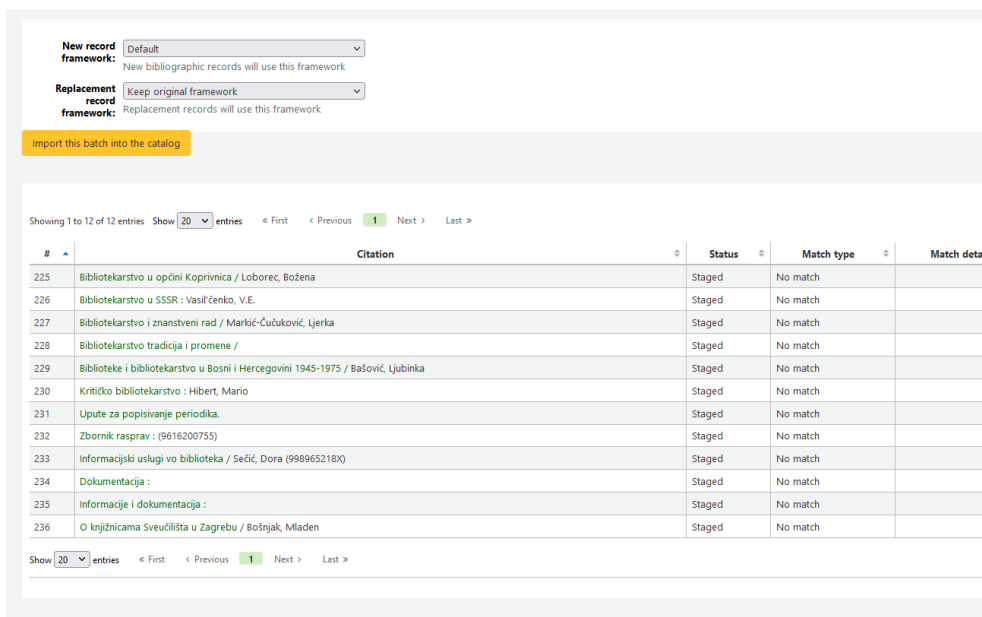 New record framework: Default
New bibliographic records will use this framework
Replacement record framework: Keep original framework
Replacement records will use this framework
Import this batch into the catalog
Showing 1 to 12 of 12 entries Show 20 entries « First < Previous 1 Next > Last »
# Citation Status Match type Match deta
225 Bibliotekarstvo u općini Koprivnica / Loborec, Božena Staged No match
226 Bibliotekarstvo u SSSR : Vasil'čenko, V.E. Staged No match
227 Bibliotekarstvo i znanstveni rad / Markić-Čučuković, Ljerka Staged No match
228 Bibliotekarstvo tradicija i promene / Staged No match
229 Biblioteke i bibliotekarstvo u Bosni i Hercegovini 1945-1975 / Bašović, Ljubinka Staged No match
230 Kritičko bibliotekarstvo : Hibert, Mario Staged No match
231 Upute za popisivanje periodika. Staged No match
232 Zbornik rasprav : (9616200755) Staged No match
233 Informacijski uslugi vo biblioteka / Sečić, Dora (998965218X) Staged No match
234 Dokumentacija : Staged No match
235 Informacije i dokumentacija : Staged No match
236 O knjižnicama Sveučilišta u Zagrebu / Bošnjak, Mladen Staged No match
Show 20 entries « First < Previous 1 Next > Last »